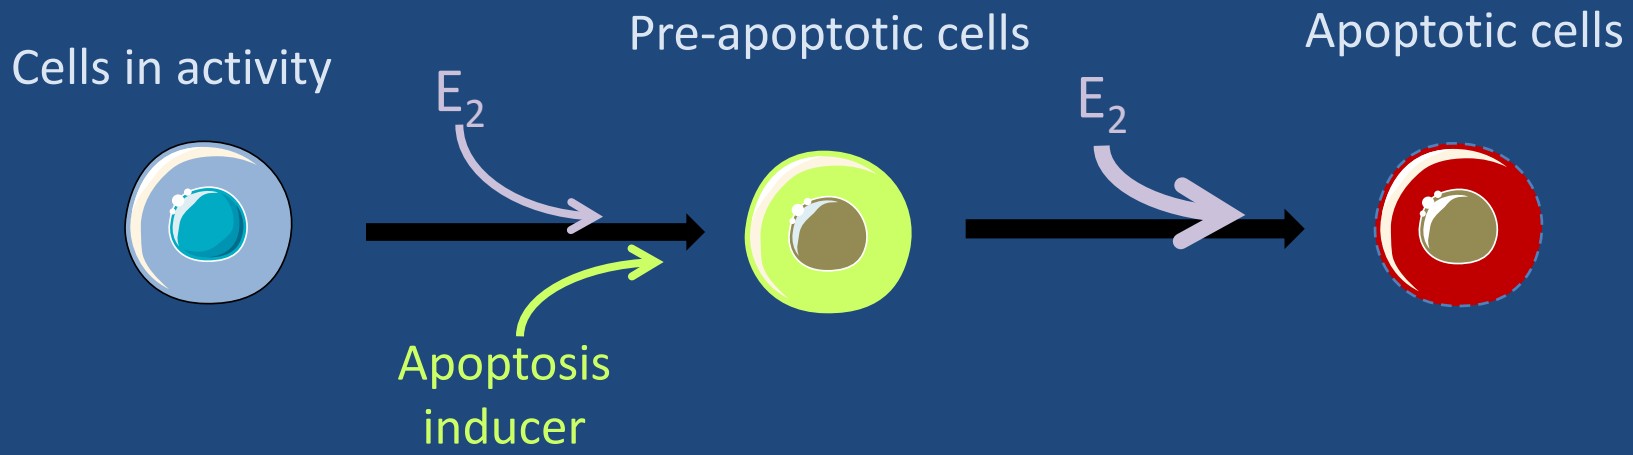 Cells in activity
E₂
Apoptosis
inducer
Pre-apoptotic cells
E₂
Apoptotic cells